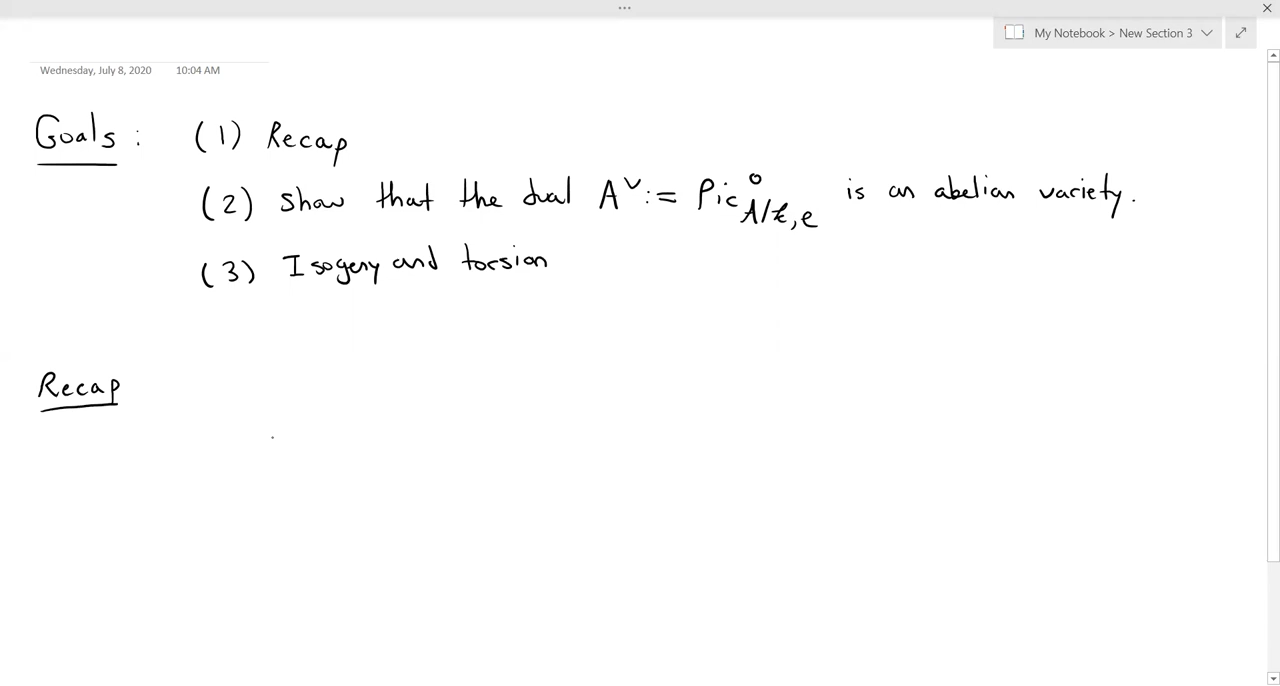 My Notebook > New Section 3
Wednesday, July 8, 2020 10:04 AM
Goals: (1) Recap
(2) Show that the dual A^∨ := Pic^0_{A/k,e} is an abelian variety.
(3) Isogeny and torsion
Recap